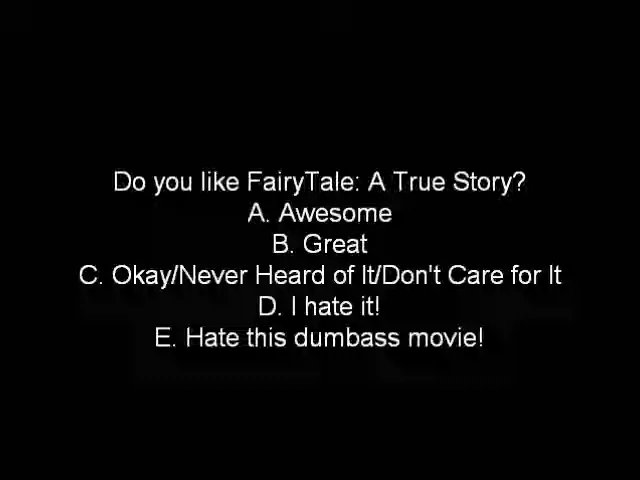 Do you like FairyTale: A True Story?
A. Awesome
B. Great
C. Okay/Never Heard of It/Don't Care for It
D. I hate it!
E. Hate this dumbass movie!